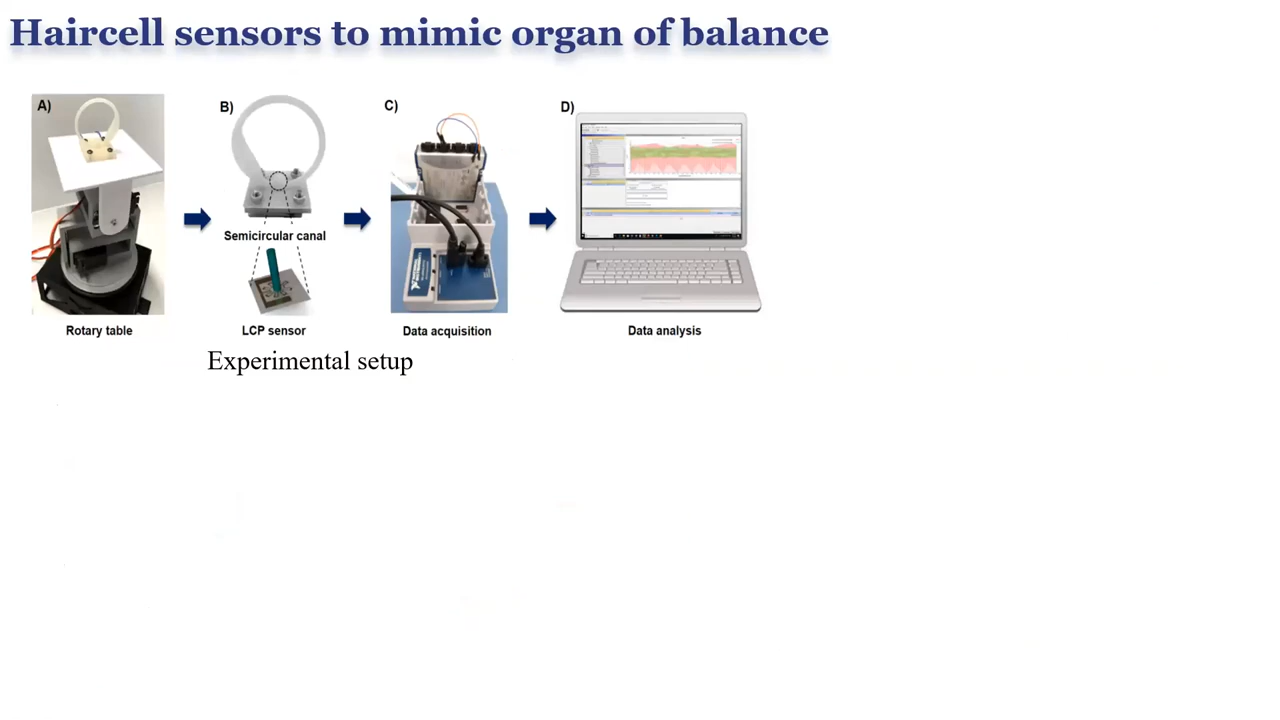 Haircell sensors to mimic organ of balance
A)
B)
C)
D)
Semicircular canal
Rotary table
LCP sensor
Data acquisition
Data analysis
Experimental setup